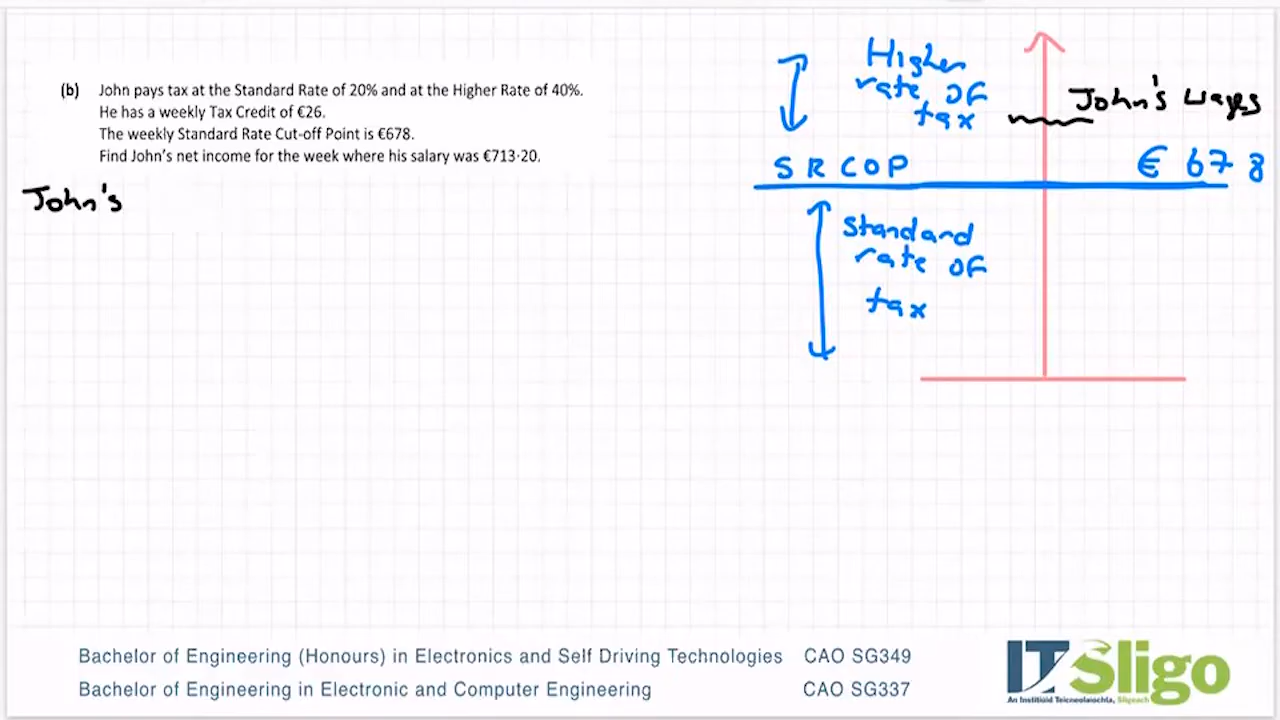 (b) John pays tax at the Standard Rate of 20% and at the Higher Rate of 40%.
He has a weekly Tax Credit of €26.
The weekly Standard Rate Cut-off Point is €678.
Find John's net income for the week where his salary was €713·20.
John's
Higher
rate of
tax
John's wages
SRCOP € 678
Standard
rate of
tax
Bachelor of Engineering (Honours) in Electronics and Self Driving Technologies CAO SG349
Bachelor of Engineering in Electronic and Computer Engineering CAO SG337
IT Sligo
An Institiúid Teicneolaíochta, Sligeach